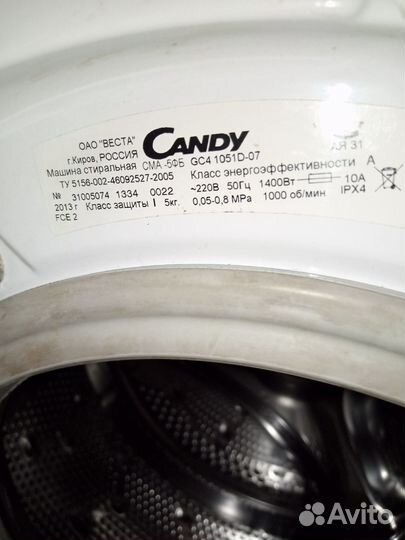 ОАО "ВЕСТА" CANDY
г.Киров, РОССИЯ АЯ 31
Машина стиральная СМА -5ФБ GC4 1051D-07
ТУ 5156-002-46092527-2005 Класс энергоэффективности А
№ 31005074 1334 0022 ~220В 50Гц 1400Вт 10А
2013 г. Класс защиты I 5кг. 0,05-0,8 МРа 1000 об/мин IPX4
FCE 2
Avito